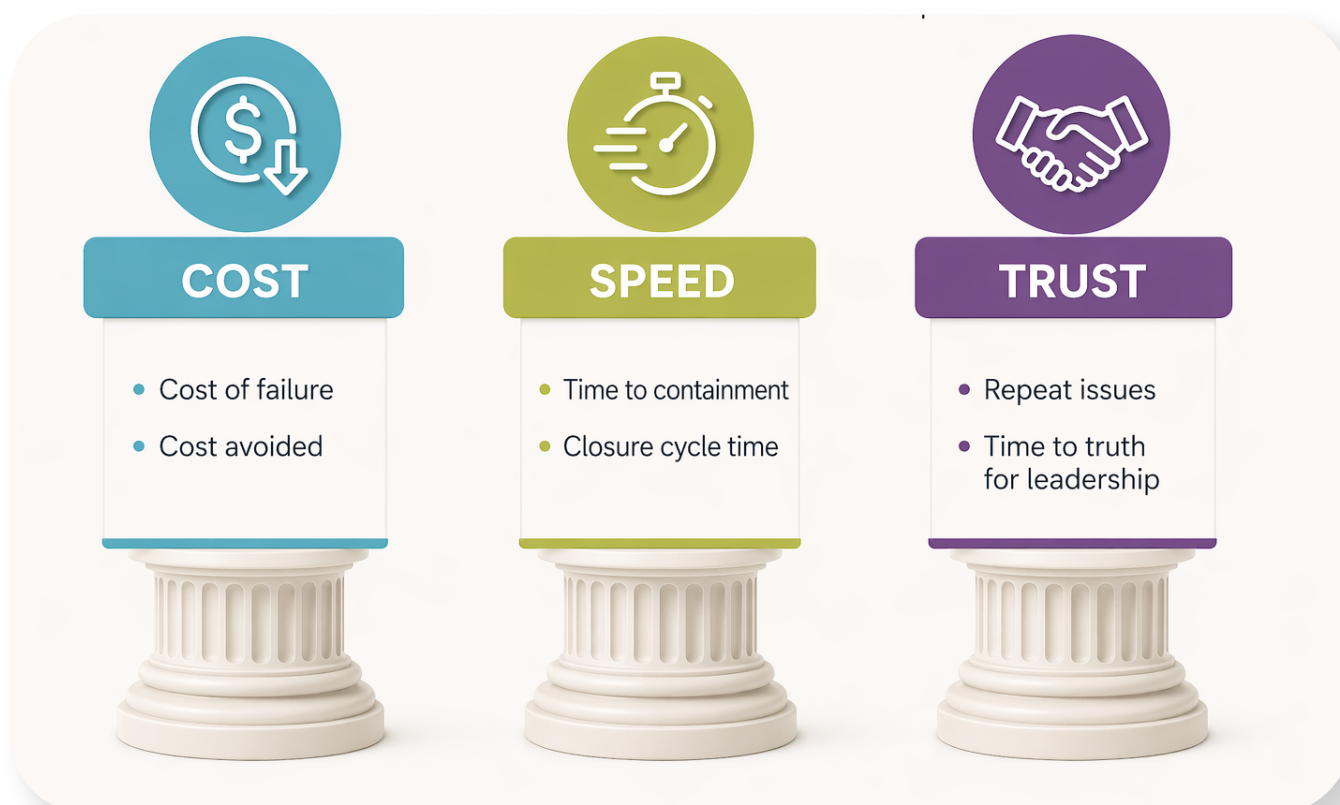 $
COST
Cost of failure
Cost avoided
SPEED
Time to containment
Closure cycle time
TRUST
Repeat issues
Time to truth
for leadership